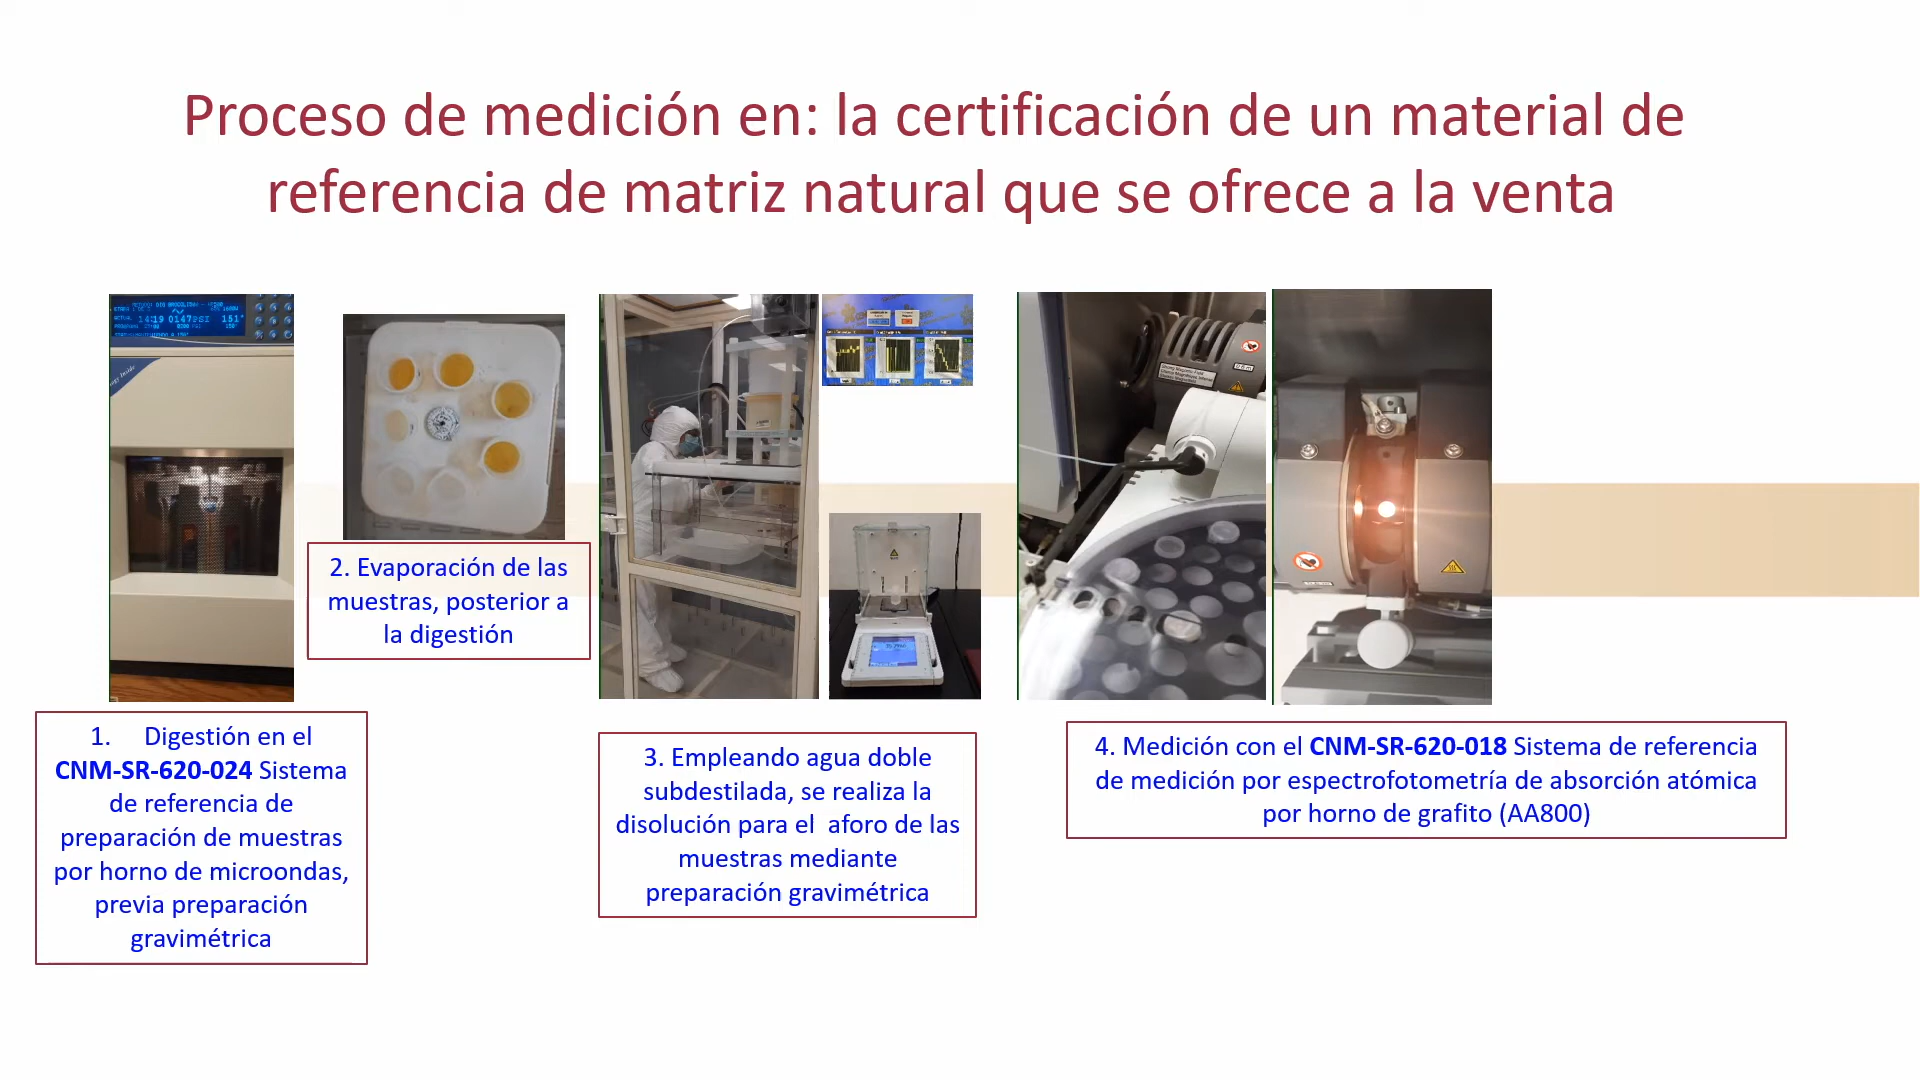 Proceso de medición en: la certificación de un material de
referencia de matriz natural que se ofrece a la venta
14:19 0147PSI 151°
2. Evaporación de las
muestras, posterior a
la digestión
1. Digestión en el
CNM-SR-620-024 Sistema
de referencia de
preparación de muestras
por horno de microondas,
previa preparación
gravimétrica
3. Empleando agua doble
subdestilada, se realiza la
disolución para el aforo de las
muestras mediante
preparación gravimétrica
4. Medición con el CNM-SR-620-018 Sistema de referencia
de medición por espectrofotometría de absorción atómica
por horno de grafito (AA800)